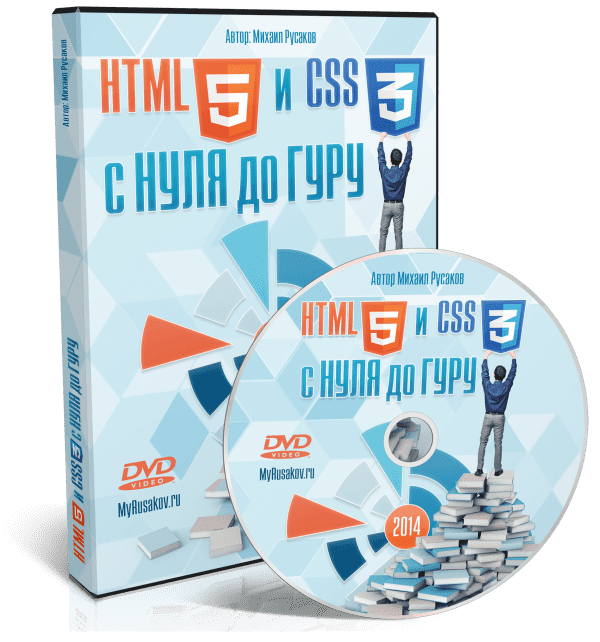 Автор: Михаил Русаков
HTML 5 и CSS 3
с НУЛЯ до ГУРУ
DVD
VIDEO
MyRusakov.ru
Автор: Михаил Русаков
HTML 5 и CSS 3 с НУЛЯ до ГУРУ
Автор Михаил Русаков
HTML 5 и CSS 3
с НУЛЯ до ГУРУ
DVD
VIDEO
MyRusakov.ru
2014